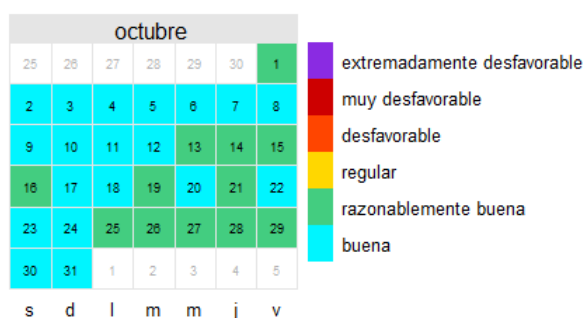 octubre
25 26 27 28 29 30 1
2 3 4 5 6 7 8
9 10 11 12 13 14 15
16 17 18 19 20 21 22
23 24 25 26 27 28 29
30 31 1 2 3 4 5
s d l m m j v
extremadamente desfavorable
muy desfavorable
desfavorable
regular
razonablemente buena
buena